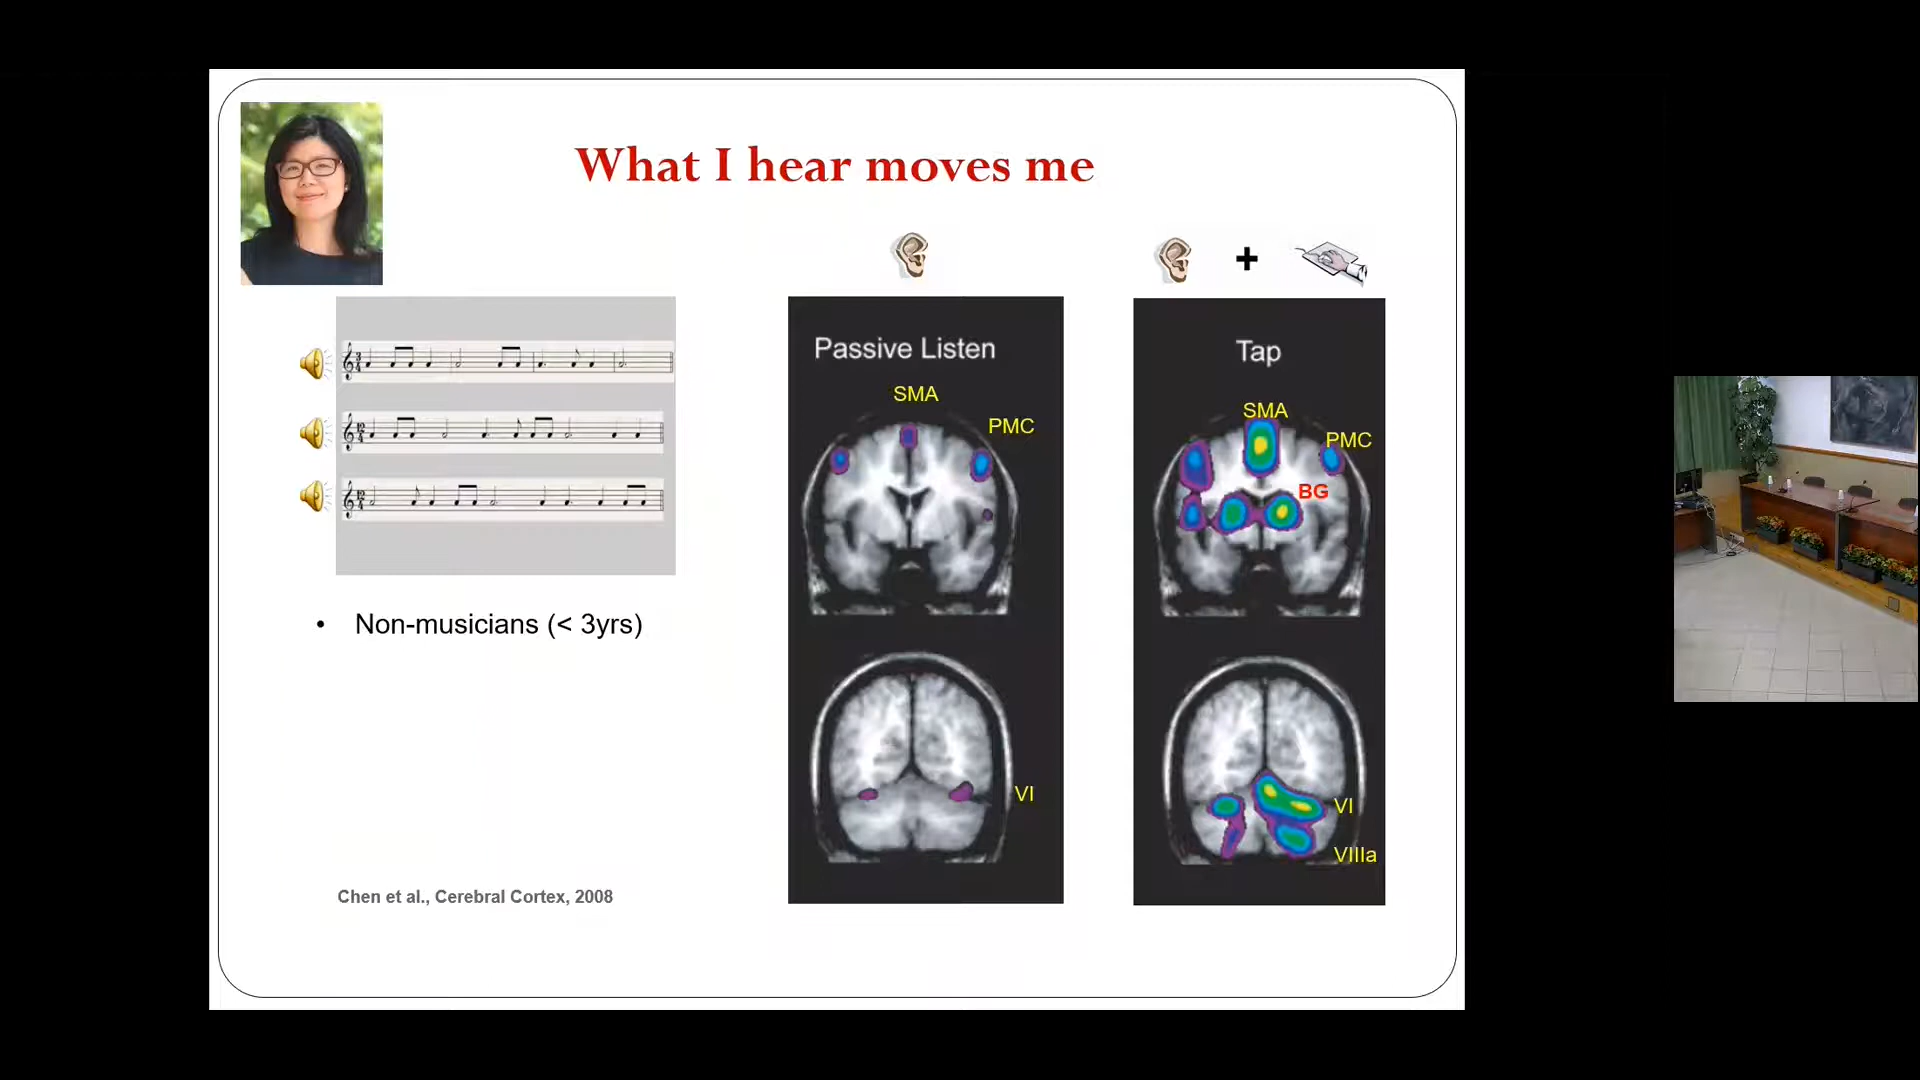 What I hear moves me
+
Passive Listen
SMA
PMC
VI
Tap
SMA
PMC
BG
VI
VIIIa
• Non-musicians (< 3yrs)
Chen et al., Cerebral Cortex, 2008